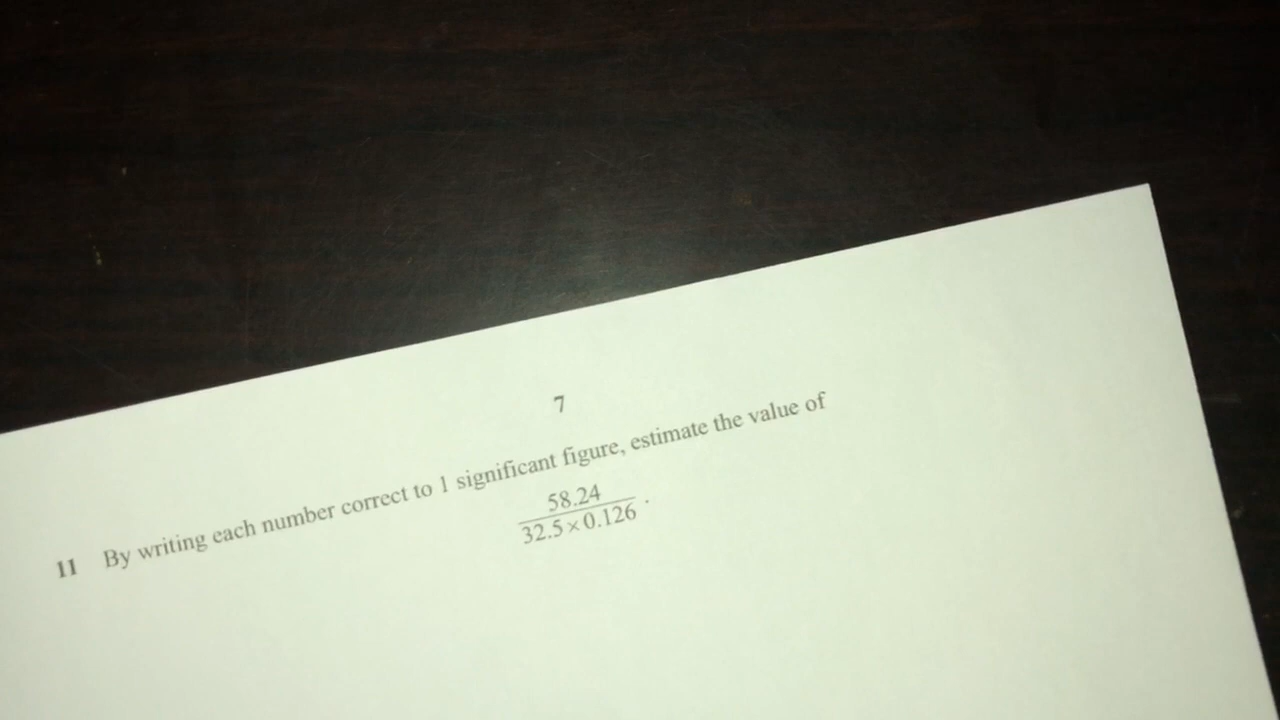 7
11 By writing each number correct to 1 significant figure, estimate the value of
58.24
32.5 × 0.126 .